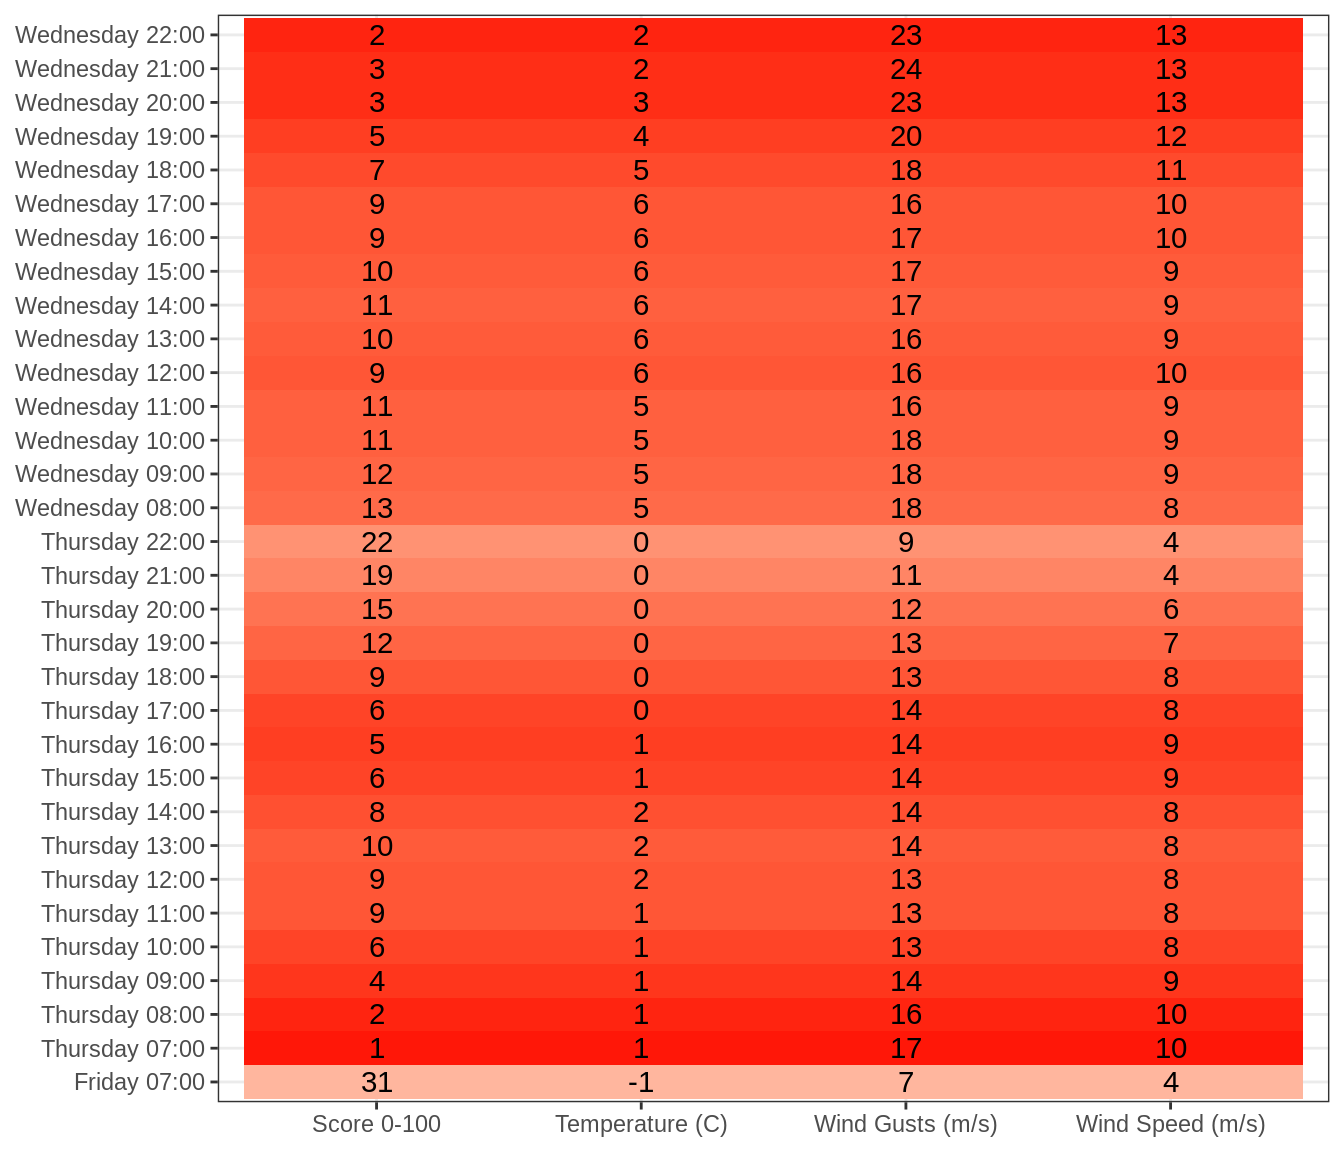 Wednesday 22:00 2 2 23 13
Wednesday 21:00 3 2 24 13
Wednesday 20:00 3 3 23 13
Wednesday 19:00 5 4 20 12
Wednesday 18:00 7 5 18 11
Wednesday 17:00 9 6 16 10
Wednesday 16:00 9 6 17 10
Wednesday 15:00 10 6 17 9
Wednesday 14:00 11 6 17 9
Wednesday 13:00 10 6 16 9
Wednesday 12:00 9 6 16 10
Wednesday 11:00 11 5 16 9
Wednesday 10:00 11 5 18 9
Wednesday 09:00 12 5 18 9
Wednesday 08:00 13 5 18 8
Thursday 22:00 22 0 9 4
Thursday 21:00 19 0 11 4
Thursday 20:00 15 0 12 6
Thursday 19:00 12 0 13 7
Thursday 18:00 9 0 13 8
Thursday 17:00 6 0 14 8
Thursday 16:00 5 1 14 9
Thursday 15:00 6 1 14 9
Thursday 14:00 8 2 14 8
Thursday 13:00 10 2 14 8
Thursday 12:00 9 2 13 8
Thursday 11:00 9 1 13 8
Thursday 10:00 6 1 13 8
Thursday 09:00 4 1 14 9
Thursday 08:00 2 1 16 10
Thursday 07:00 1 1 17 10
Friday 07:00 31 -1 7 4
Score 0-100 Temperature (C) Wind Gusts (m/s) Wind Speed (m/s)